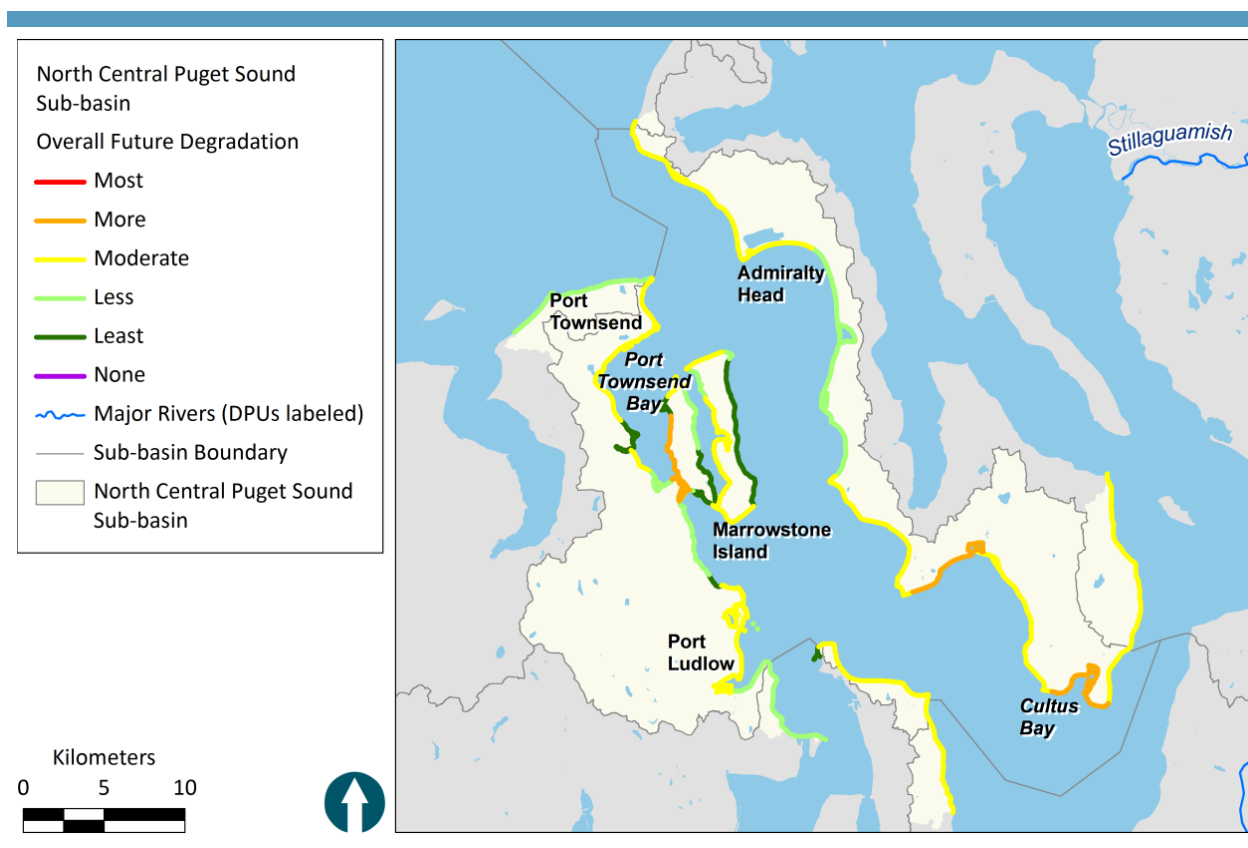 North Central Puget Sound
Sub-basin
Overall Future Degradation
Most
More
Moderate
Less
Least
None
Major Rivers (DPUs labeled)
Sub-basin Boundary
North Central Puget Sound
Sub-basin
Kilometers
0 5 10
Stillaguamish
Admiralty
Head
Port
Townsend
Port
Townsend
Bay
Marrowstone
Island
Port
Ludlow
Cultus
Bay